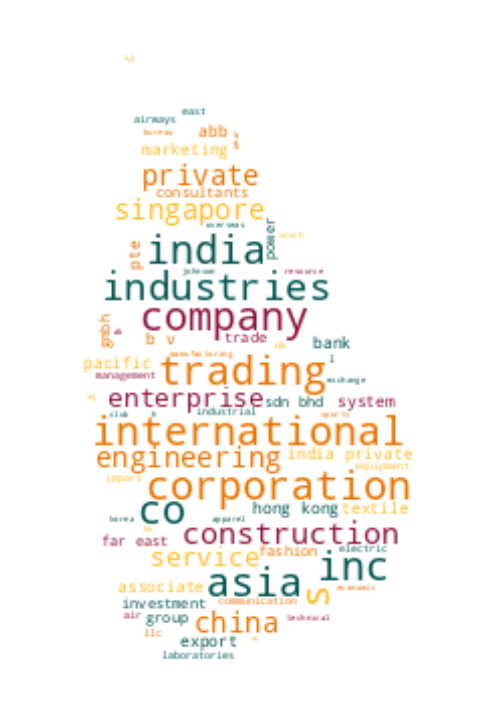 east
airways
bureau abb
marketing
private
consultants
singapore
overseas
power south
pte india
johnson resource
industries
gmbh company
b v trade uk bank
manufacturing l
pacific trading
management exchange
enterprise sdn bhd system
club h industrial sports
international
engineering india private
equipment
import corporation
co hong kong textile
korea apparel
construction
far east fashion electric
service inc
associate asia s economic
investment communication
air group china technical
llc
export
laboratories